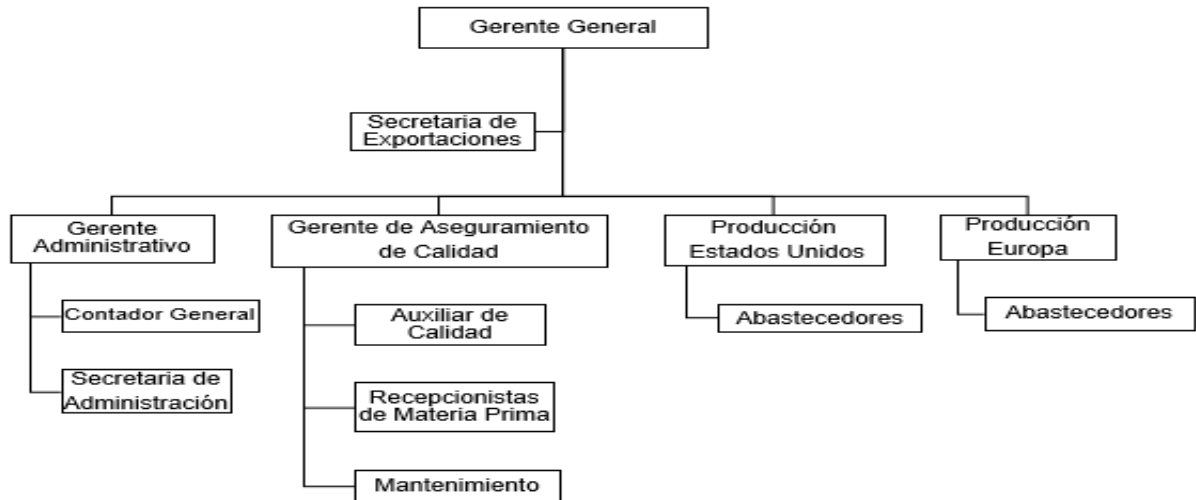 Gerente General
Secretaria de
Exportaciones
Gerente
Administrativo
Gerente de Aseguramiento
de Calidad
Producción
Estados Unidos
Producción
Europa
Contador General
Secretaria de
Administración
Auxiliar de
Calidad
Recepcionistas
de Materia Prima
Mantenimiento
Abastecedores
Abastecedores